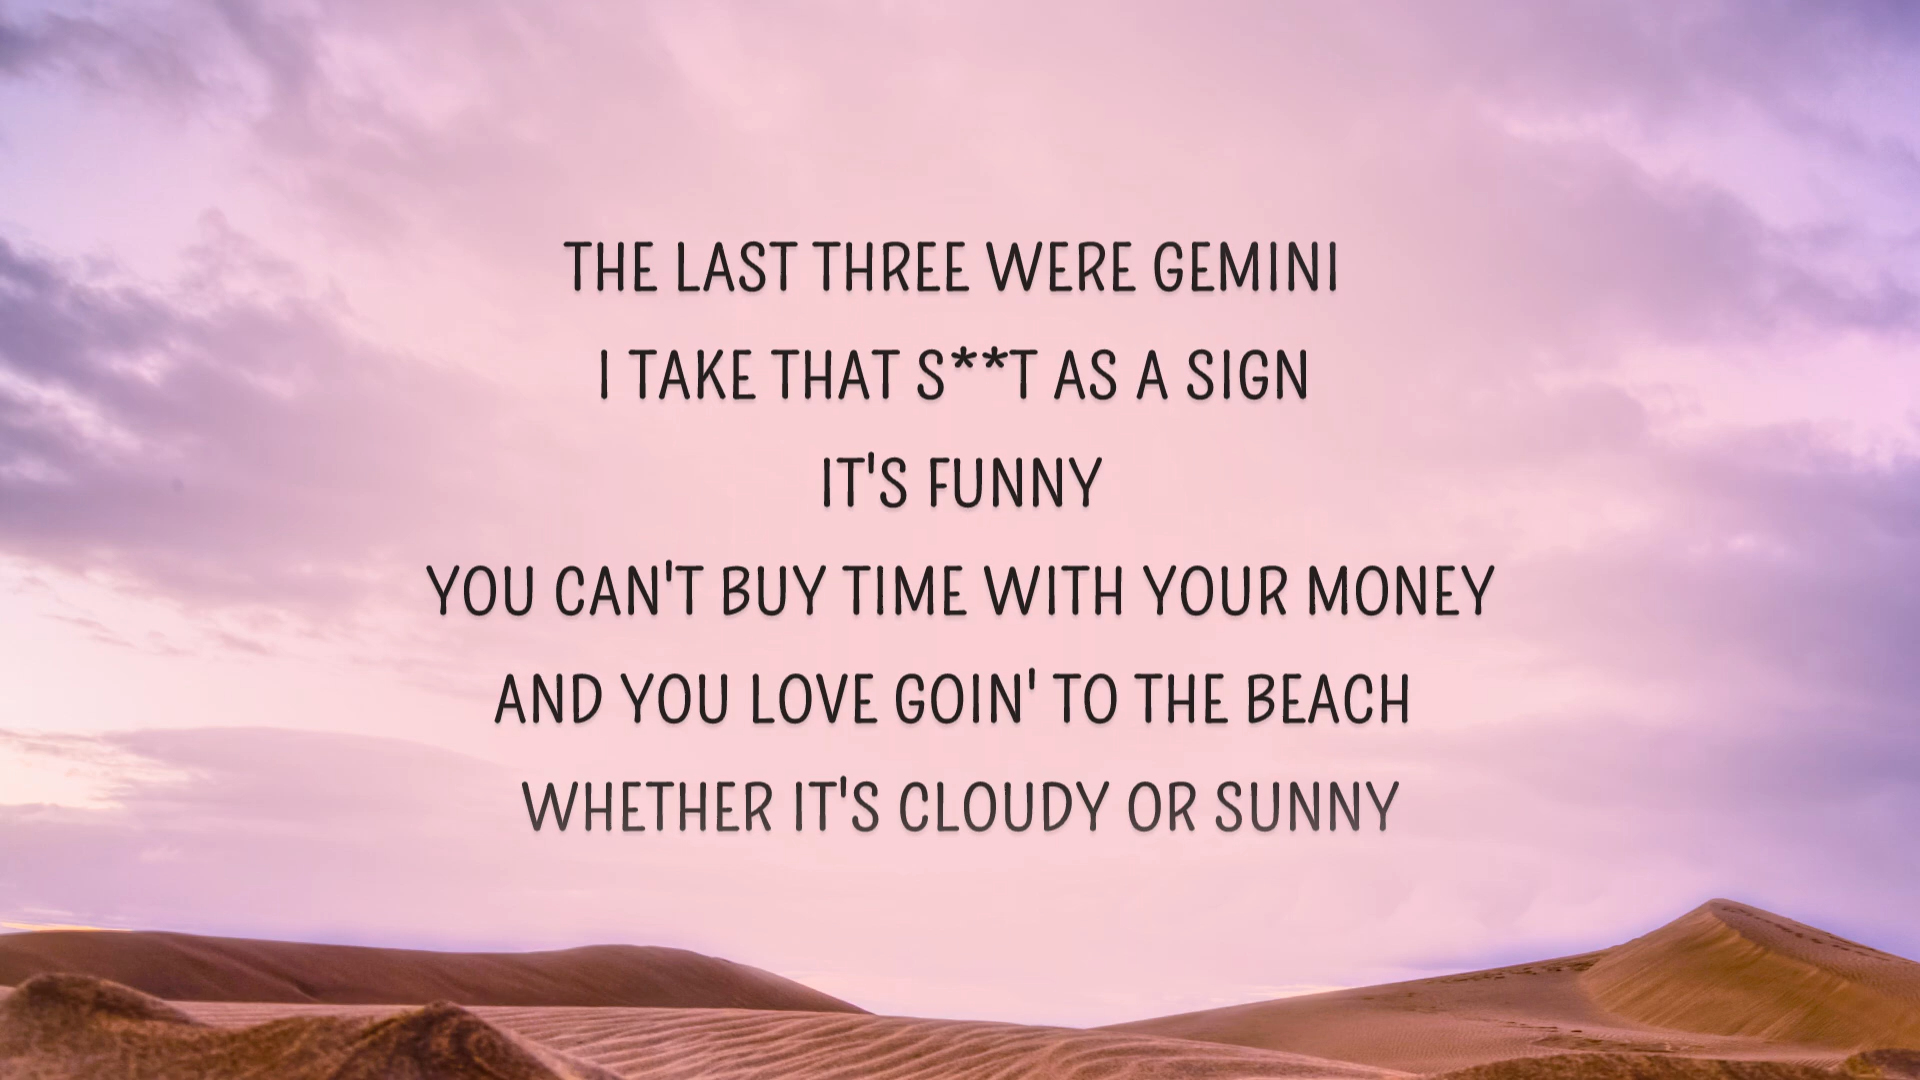 THE LAST THREE WERE GEMINI
I TAKE THAT S**T AS A SIGN
IT'S FUNNY
YOU CAN'T BUY TIME WITH YOUR MONEY
AND YOU LOVE GOIN' TO THE BEACH
WHETHER IT'S CLOUDY OR SUNNY